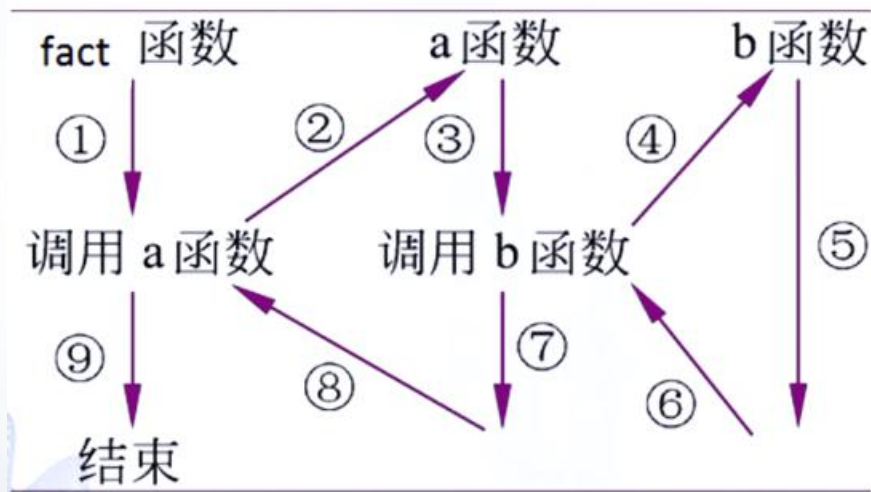 fact 函数 a函数 b函数
① ② ③ ④
调用 a函数 调用 b函数 ⑤
⑨ ⑧ ⑦ ⑥
结束